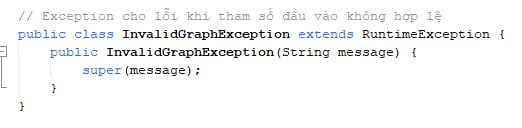 // Exception cho lỗi khi tham số đầu vào không hợp lệ
public class InvalidGraphException extends RuntimeException {
    public InvalidGraphException(String message) {
        super(message);
    }
}